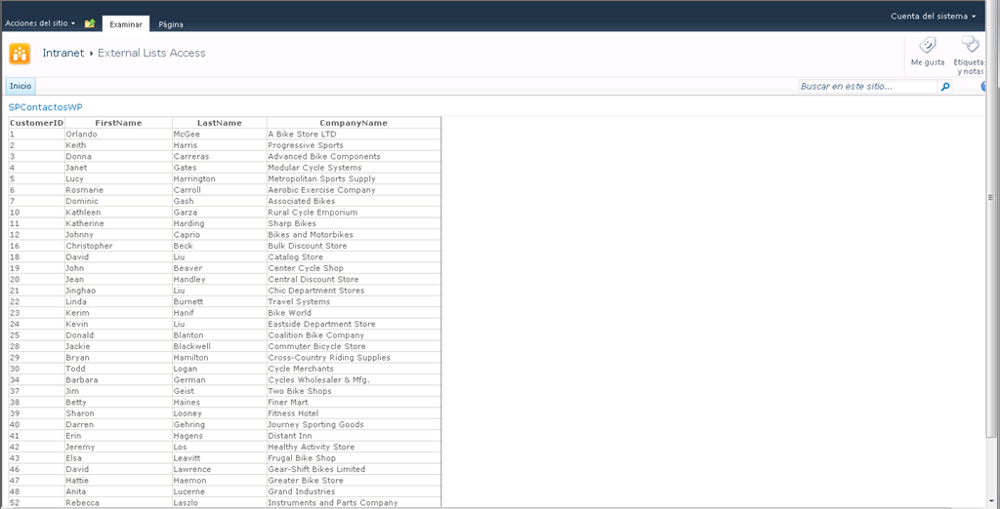 Acciones del sitio
Examinar
Página
Cuenta del sistema
Intranet ▸ External Lists Access
Me gusta
Etiquetas y notas
Inicio
Buscar en este sitio...
SPContactosWP
CustomerID FirstName LastName CompanyName
1 Orlando McGee A Bike Store LTD
2 Keith Harris Progressive Sports
3 Donna Carreras Advanced Bike Components
4 Janet Gates Modular Cycle Systems
5 Lucy Harrington Metropolitan Sports Supply
6 Rosmarie Carroll Aerobic Exercise Company
7 Dominic Gash Associated Bikes
10 Kathleen Garza Rural Cycle Emporium
11 Katherine Harding Sharp Bikes
12 Johnny Caprio Bikes and Motorbikes
16 Christopher Beck Bulk Discount Store
18 David Liu Catalog Store
19 John Beaver Center Cycle Shop
20 Jean Handley Central Discount Store
21 Jinghao Liu Chic Department Stores
22 Linda Burnett Travel Systems
23 Kerim Hanif Bike World
24 Kevin Liu Eastside Department Store
25 Donald Blanton Coalition Bike Company
28 Jackie Blackwell Commuter Bicycle Store
29 Bryan Hamilton Cross-Country Riding Supplies
30 Todd Logan Cycle Merchants
34 Barbara German Cycles Wholesaler & Mfg.
37 Jim Geist Two Bike Shops
38 Betty Haines Finer Mart
39 Sharon Looney Fitness Hotel
40 Darren Gehring Journey Sporting Goods
41 Erin Hagens Distant Inn
42 Jeremy Los Healthy Activity Store
43 Elsa Leavitt Frugal Bike Shop
46 David Lawrence Gear-Shift Bikes Limited
47 Hattie Haemon Greater Bike Store
48 Anita Lucerne Grand Industries
52 Rebecca Laszlo Instruments and Parts Company